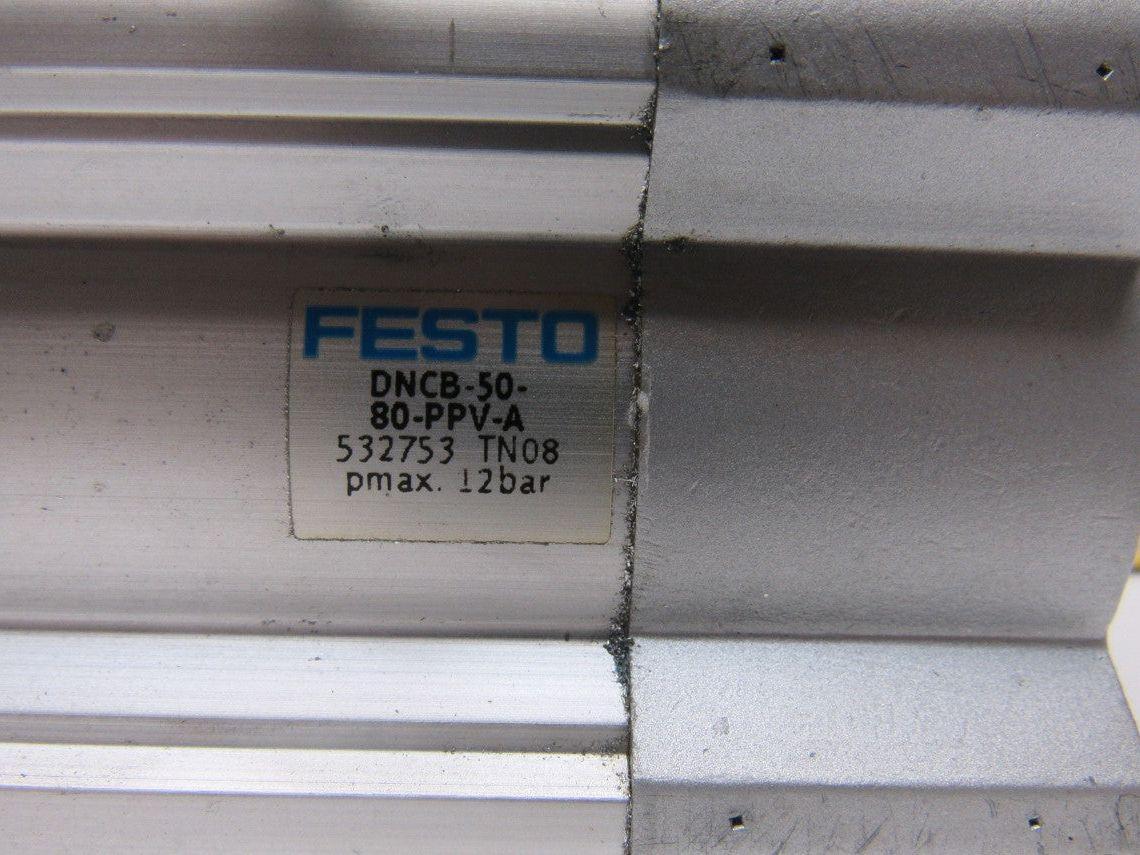 FESTO
DNCB-50-
80-PPV-A
532753 TN08
pmax. 12bar